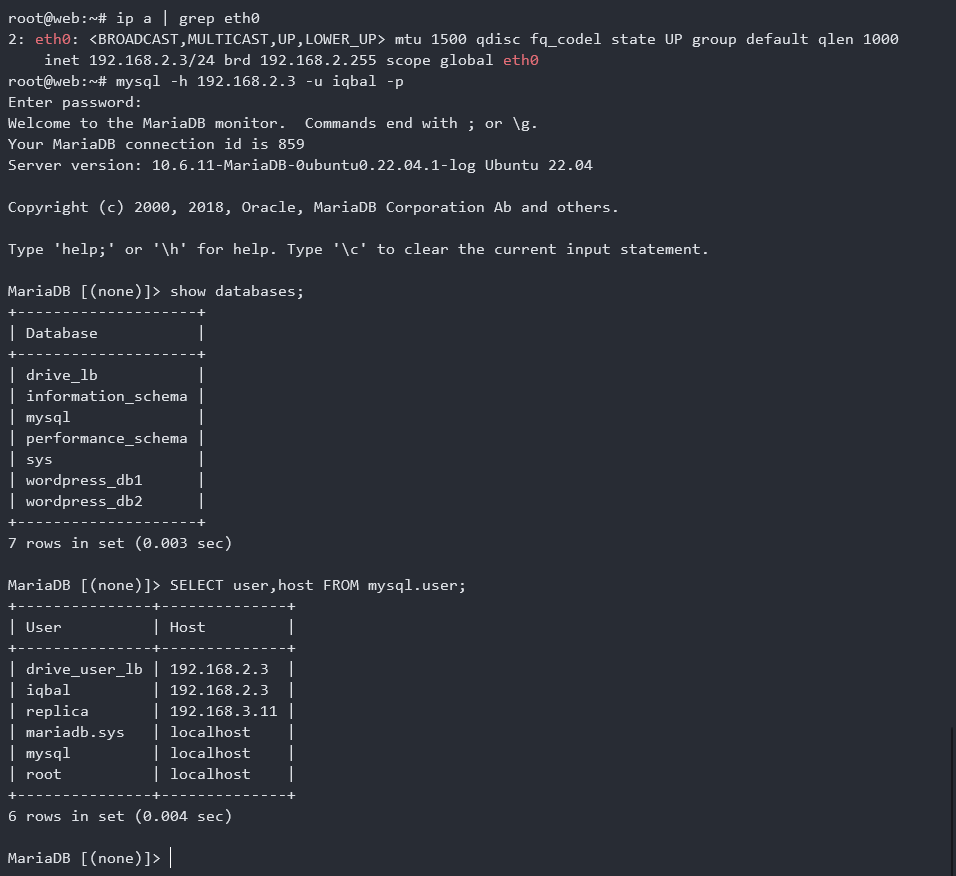 root@web:~# ip a | grep eth0
2: eth0: <BROADCAST,MULTICAST,UP,LOWER_UP> mtu 1500 qdisc fq_codel state UP group default qlen 1000
    inet 192.168.2.3/24 brd 192.168.2.255 scope global eth0
root@web:~# mysql -h 192.168.2.3 -u iqbal -p
Enter password:
Welcome to the MariaDB monitor.  Commands end with ; or \g.
Your MariaDB connection id is 859
Server version: 10.6.11-MariaDB-0ubuntu0.22.04.1-log Ubuntu 22.04

Copyright (c) 2000, 2018, Oracle, MariaDB Corporation Ab and others.

Type 'help;' or '\h' for help. Type '\c' to clear the current input statement.

MariaDB [(none)]> show databases;
+--------------------+
| Database           |
+--------------------+
| drive_lb           |
| information_schema |
| mysql              |
| performance_schema |
| sys                |
| wordpress_db1      |
| wordpress_db2      |
+--------------------+
7 rows in set (0.003 sec)

MariaDB [(none)]> SELECT user,host FROM mysql.user;
+---------------+--------------+
| User          | Host         |
+---------------+--------------+
| drive_user_lb | 192.168.2.3  |
| iqbal         | 192.168.2.3  |
| replica       | 192.168.3.11 |
| mariadb.sys   | localhost    |
| mysql         | localhost    |
| root          | localhost    |
+---------------+--------------+
6 rows in set (0.004 sec)

MariaDB [(none)]>